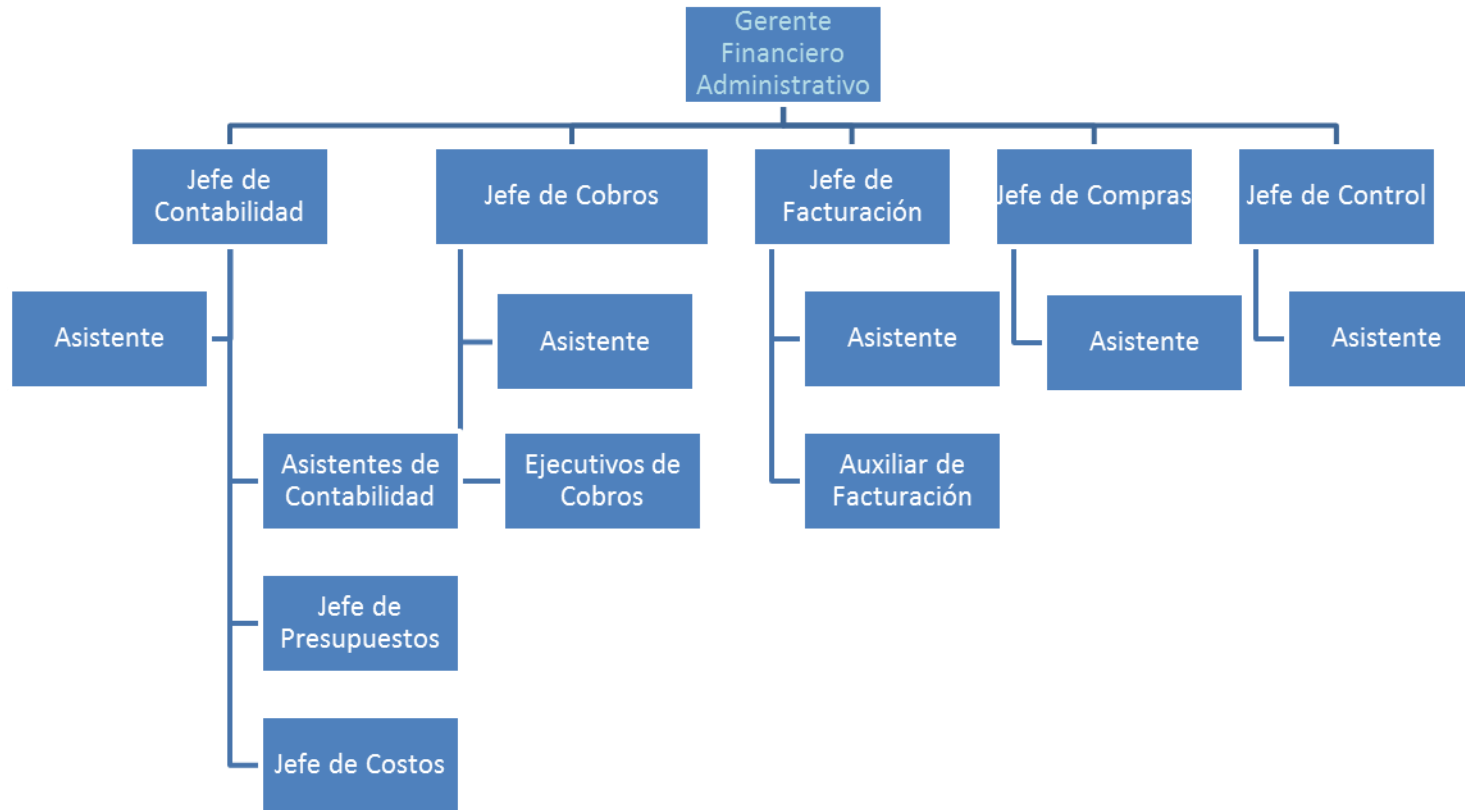 Gerente
Financiero
Administrativo
Jefe de
Contabilidad
Jefe de Cobros
Jefe de
Facturación
Jefe de Compras
Jefe de Control
Asistente
Asistente
Asistente
Asistente
Asistente
Asistentes de
Contabilidad
Ejecutivos de
Cobros
Auxiliar de
Facturación
Jefe de
Presupuestos
Jefe de Costos